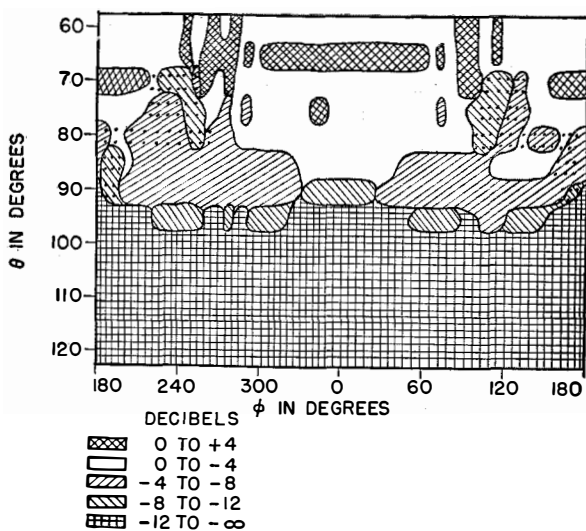 60
70
80
90
100
110
120
θ IN DEGREES
180 240 300 0 60 120 180
φ IN DEGREES
DECIBELS
0 TO +4
0 TO -4
-4 TO -8
-8 TO -12
-12 TO -∞